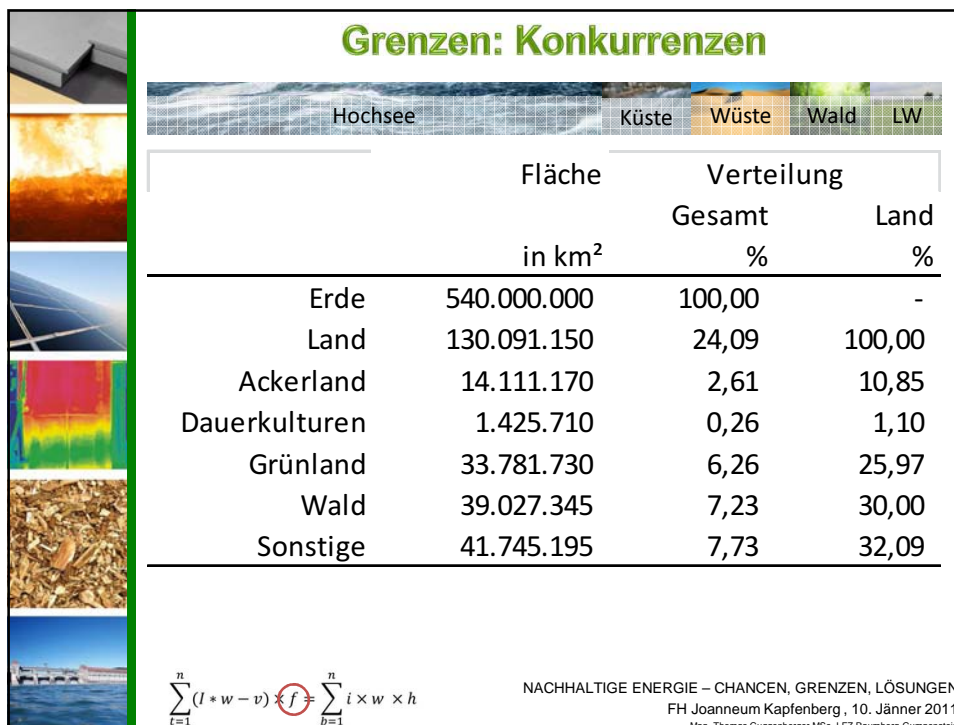 Grenzen: Konkurrenzen
Hochsee Küste Wüste Wald LW
Fläche Verteilung
Gesamt Land
in km² % %
Erde 540.000.000 100,00 -
Land 130.091.150 24,09 100,00
Ackerland 14.111.170 2,61 10,85
Dauerkulturen 1.425.710 0,26 1,10
Grünland 33.781.730 6,26 25,97
Wald 39.027.345 7,23 30,00
Sonstige 41.745.195 7,73 32,09
n n
∑(I * w − v) × f = ∑ i × w × h
t=1 b=1
NACHHALTIGE ENERGIE – CHANCEN, GRENZEN, LÖSUNGEN
FH Joanneum Kapfenberg , 10. Jänner 2011